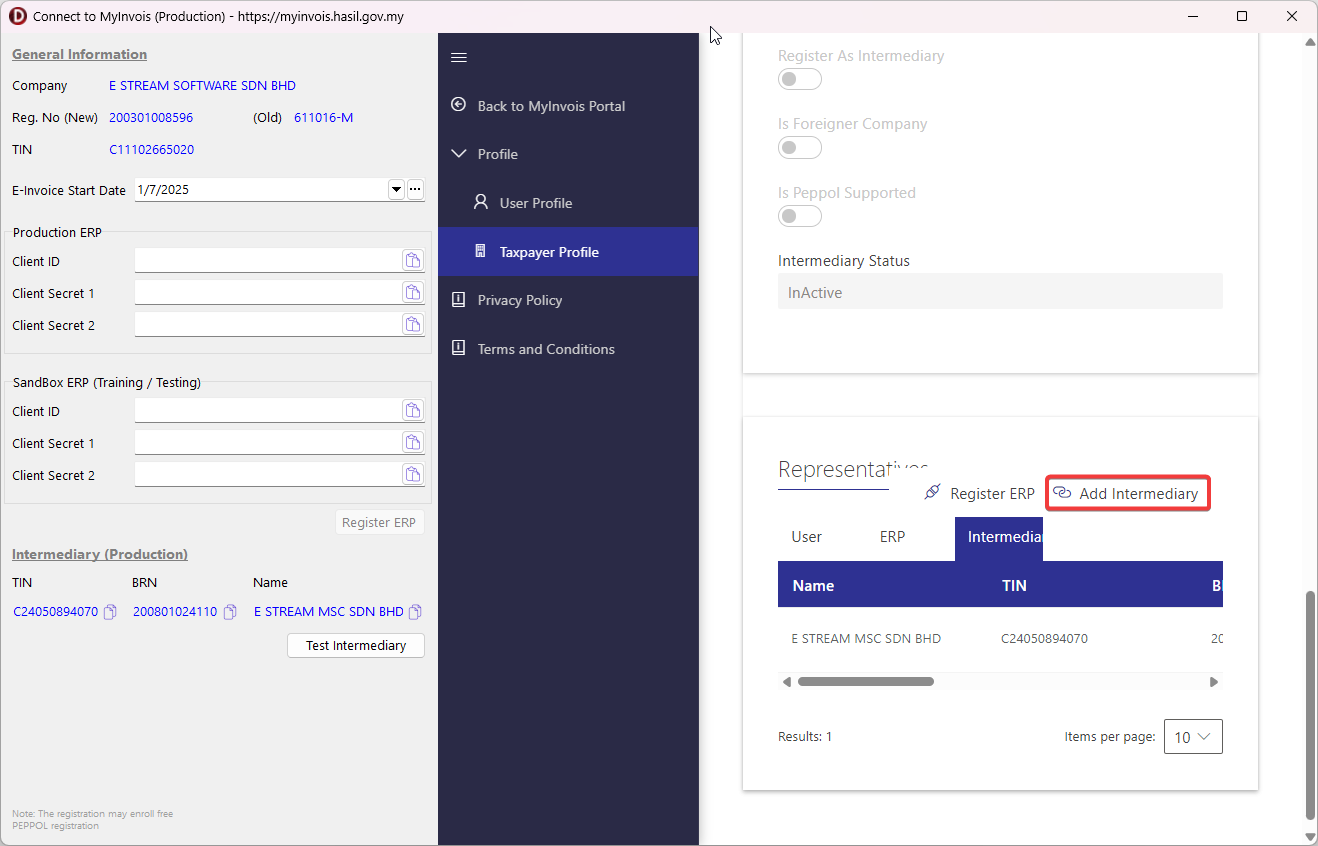 Connect to MyInvois (Production) - https://myinvois.hasil.gov.my
General Information
Company E STREAM SOFTWARE SDN BHD
Reg. No (New) 200301008596 (Old) 611016-M
TIN C11102665020
E-Invoice Start Date 1/7/2025
Production ERP
Client ID
Client Secret 1
Client Secret 2
SandBox ERP (Training / Testing)
Client ID
Client Secret 1
Client Secret 2
Register ERP
Intermediary (Production)
TIN BRN Name
C24050894070 200801024110 E STREAM MSC SDN BHD
Test Intermediary
Note: The registration may enroll free
PEPPOL registration
Back to MyInvois Portal
Profile
User Profile
Taxpayer Profile
Privacy Policy
Terms and Conditions
Register As Intermediary
Is Foreigner Company
Is Peppol Supported
Intermediary Status
InActive
Representatives
Register ERP Add Intermediary
User ERP Intermedia
Name TIN B
E STREAM MSC SDN BHD C24050894070 20
Results: 1 Items per page: 10